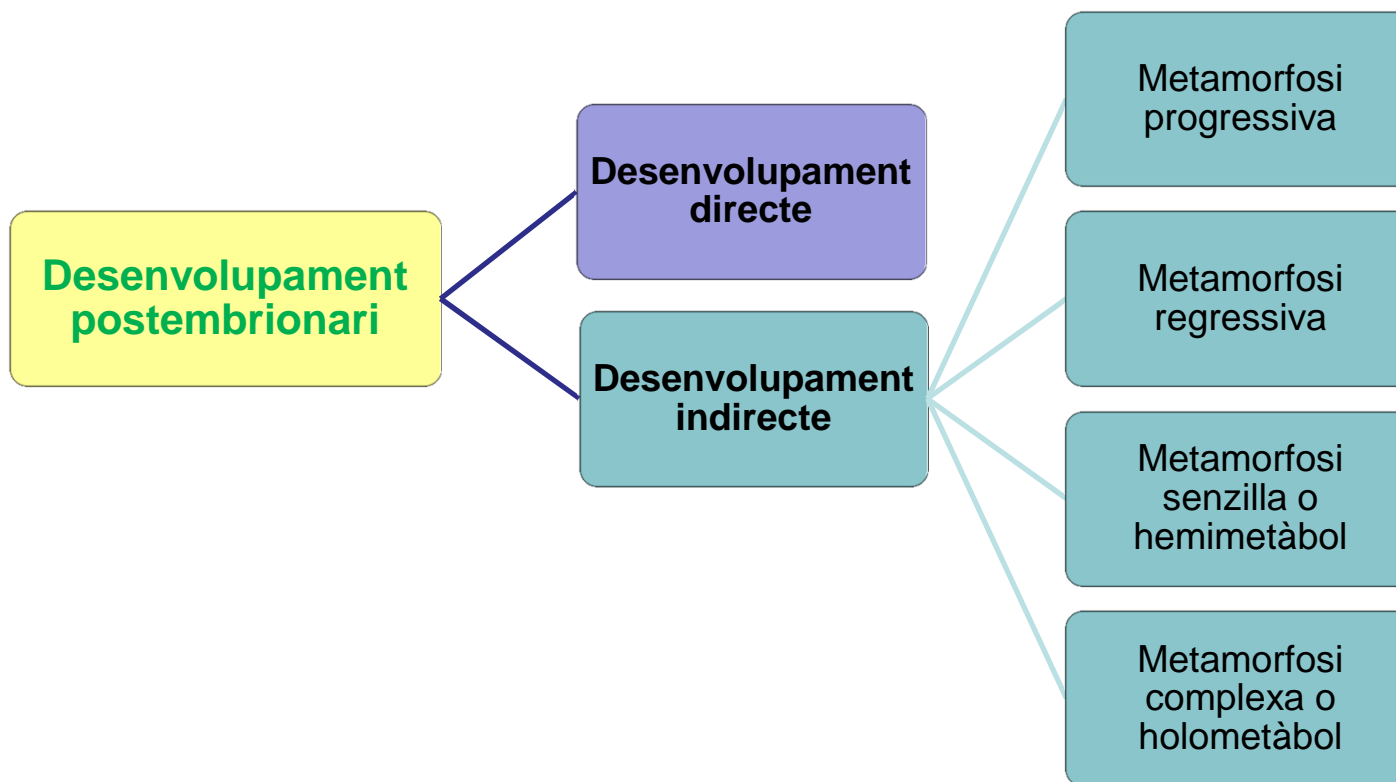 Desenvolupament
postembrionari
Desenvolupament
directe
Desenvolupament
indirecte
Metamorfosi
progressiva
Metamorfosi
regressiva
Metamorfosi
senzilla o
hemimetàbol
Metamorfosi
complexa o
holometàbol